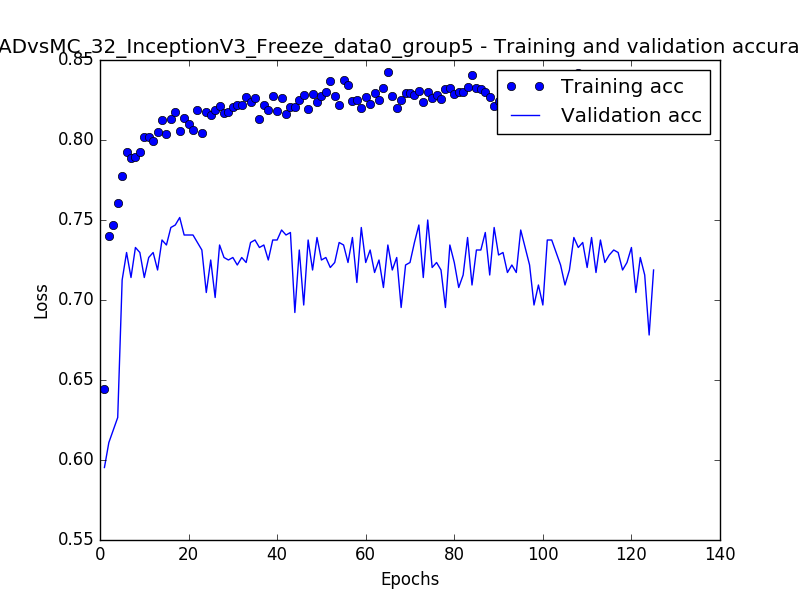 ADvsMC_32_InceptionV3_Freeze_data0_group5 - Training and validation accura
0.85
0.80
0.75
0.70
0.65
0.60
0.55
Loss
Training acc
Validation acc
0 20 40 60 80 100 120 140
Epochs